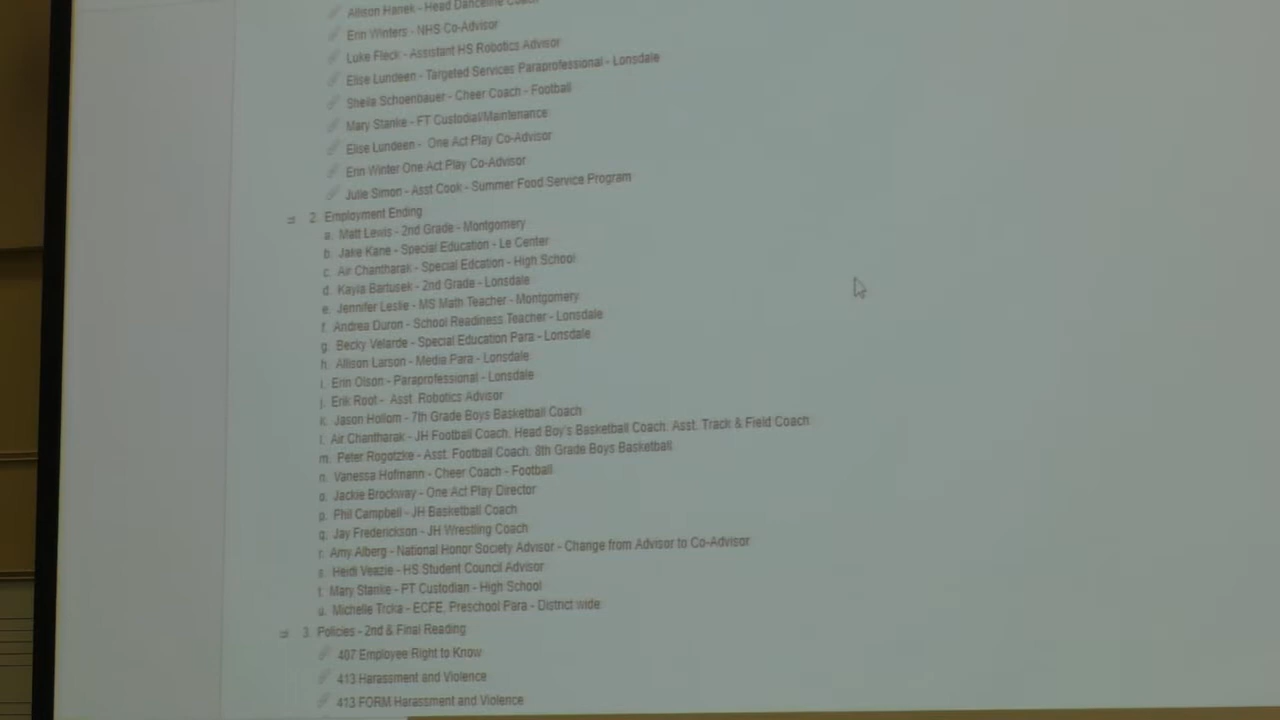 Allison Hanek - Head Danceline Coach
Erin Winters - NHS Co-Advisor
Luke Fleck - Assistant HS Robotics Advisor
Elise Lundeen - Targeted Services Paraprofessional - Lonsdale
Sheila Schoenbauer - Cheer Coach - Football
Mary Stanke - FT Custodial/Maintenance
Elise Lundeen - One Act Play Co-Advisor
Erin Winter One Act Play Co-Advisor
Julie Simon - Asst Cook - Summer Food Service Program
2. Employment Ending
a. Matt Lewis - 2nd Grade - Montgomery
b. Jake Kane - Special Education - Le Center
c. Air Chantharak - Special Edcation - High School
d. Kayla Bartusek - 2nd Grade - Lonsdale
e. Jennifer Leslie - MS Math Teacher - Montgomery
f. Andrea Duron - School Readiness Teacher - Lonsdale
g. Becky Velarde - Special Education Para - Lonsdale
h. Allison Larson - Media Para - Lonsdale
i. Erin Olson - Paraprofessional - Lonsdale
j. Erik Root - Asst. Robotics Advisor
k. Jason Hollom - 7th Grade Boys Basketball Coach
l. Air Chantharak - JH Football Coach, Head Boy's Basketball Coach, Asst. Track & Field Coach
m. Peter Rogotzke - Asst. Football Coach, 8th Grade Boys Basketball
n. Vanessa Hofmann - Cheer Coach - Football
o. Jackie Brockway - One Act Play Director
p. Phil Campbell - JH Basketball Coach
q. Jay Frederickson - JH Wrestling Coach
r. Amy Alberg - National Honor Society Advisor - Change from Advisor to Co-Advisor
s. Heidi Veazie - HS Student Council Advisor
t. Mary Stanke - PT Custodian - High School
u. Michelle Trcka - ECFE, Preschool Para - District wide
3. Policies - 2nd & Final Reading
407 Employee Right to Know
413 Harassment and Violence
413 FORM Harassment and Violence